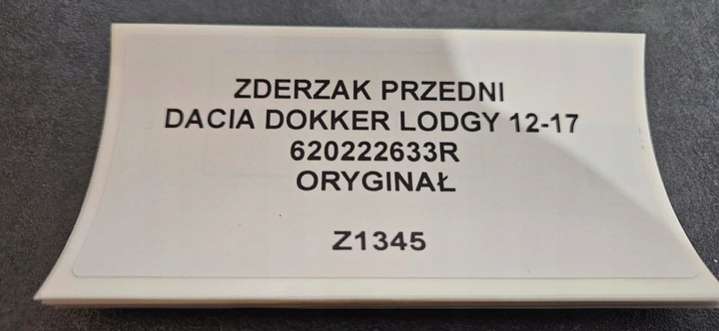 ZDERZAK PRZEDNI
DACIA DOKKER LODGY 12-17
620222633R
ORYGINAŁ
Z1345